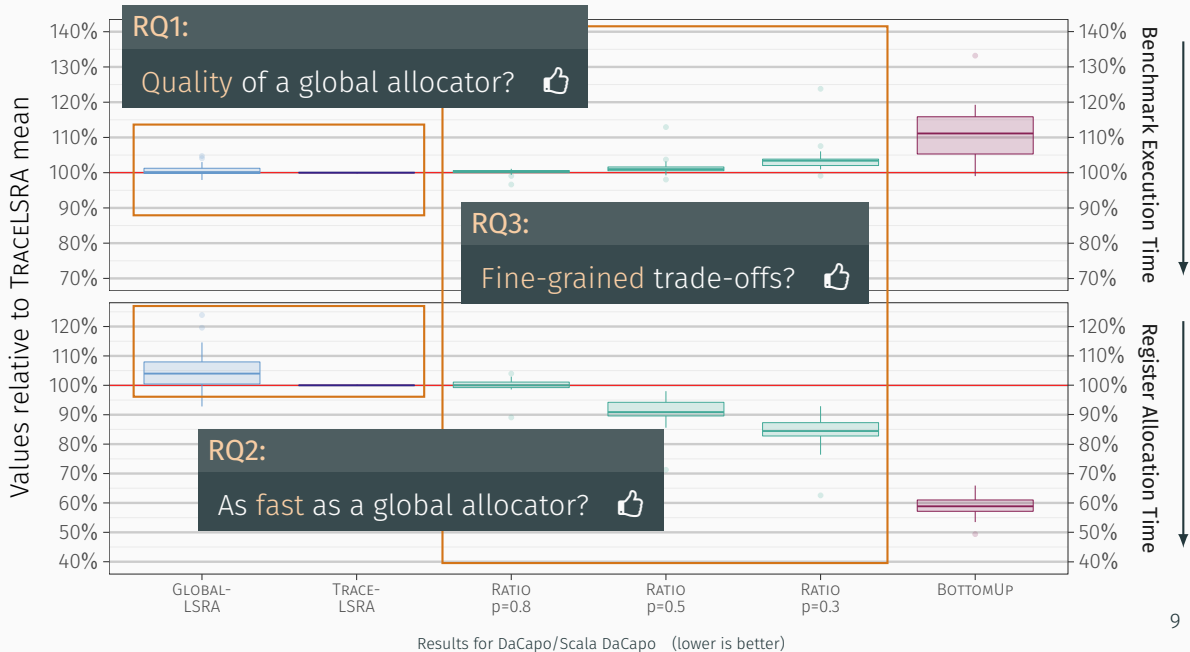 RQ1:
Quality of a global allocator?
RQ3:
Fine-grained trade-offs?
RQ2:
As fast as a global allocator?
Values relative to TRACELSRA mean
140%
130%
120%
110%
100%
90%
80%
70%
140%
130%
120%
110%
100%
90%
80%
70%
Benchmark Execution Time
120%
110%
100%
90%
80%
70%
60%
50%
40%
120%
110%
100%
90%
80%
70%
60%
50%
40%
Register Allocation Time
GLOBAL-
LSRA
TRACE-
LSRA
RATIO
p=0.8
RATIO
p=0.5
RATIO
p=0.3
BOTTOMUP
Results for DaCapo/Scala DaCapo (lower is better)
9